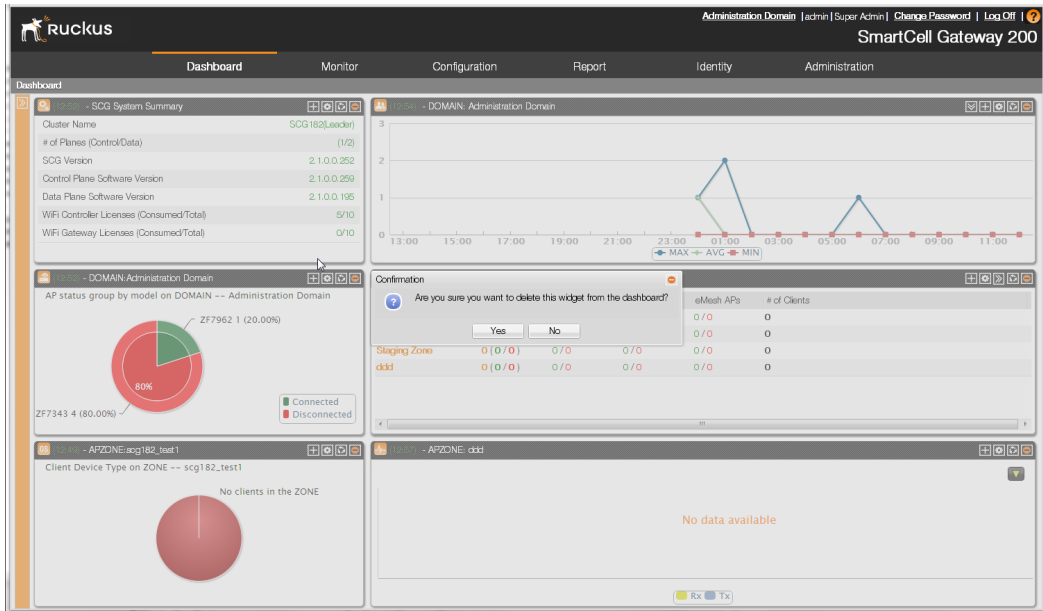 Ruckus
Administration Domain | admin | Super Admin | Change Password | Log Off | ?
SmartCell Gateway 200
Dashboard Monitor Configuration Report Identity Administration
Dashboard
(12:52) - SCG System Summary
Cluster Name SCG182(Leader)
# of Planes (Control/Data) (1/2)
SCG Version 2.1.0.0.252
Control Plane Software Version 2.1.0.0.259
Data Plane Software Version 2.1.0.0.195
WiFi Controller Licenses (Consumed/Total) 5/10
WiFi Gateway Licenses (Consumed/Total) 0/10
(12:54) - DOMAIN: Administration Domain
3
2
1
0
13:00 15:00 17:00 19:00 21:00 23:00 01:00 03:00 05:00 07:00 09:00 11:00
MAX AVG MIN
- DOMAIN:Administration Domain
AP status group by model on DOMAIN -- Administration Domain
ZF7962 1 (20.00%)
80%
ZF7343 4 (80.00%)
Connected
Disconnected
Confirmation
Are you sure you want to delete this widget from the dashboard?
Yes No
eMesh APs # of Clients
0 / 0 0
0 / 0 0
Staging Zone 0 ( 0 / 0 ) 0 / 0 0 / 0 0 / 0 0
ddd 0 ( 0 / 0 ) 0 / 0 0 / 0 0 / 0 0
(12:49) - APZONE:scg182_test1
Client Device Type on ZONE -- scg182_test1
No clients in the ZONE
(12:57) - APZONE: ddd
No data available
Rx Tx